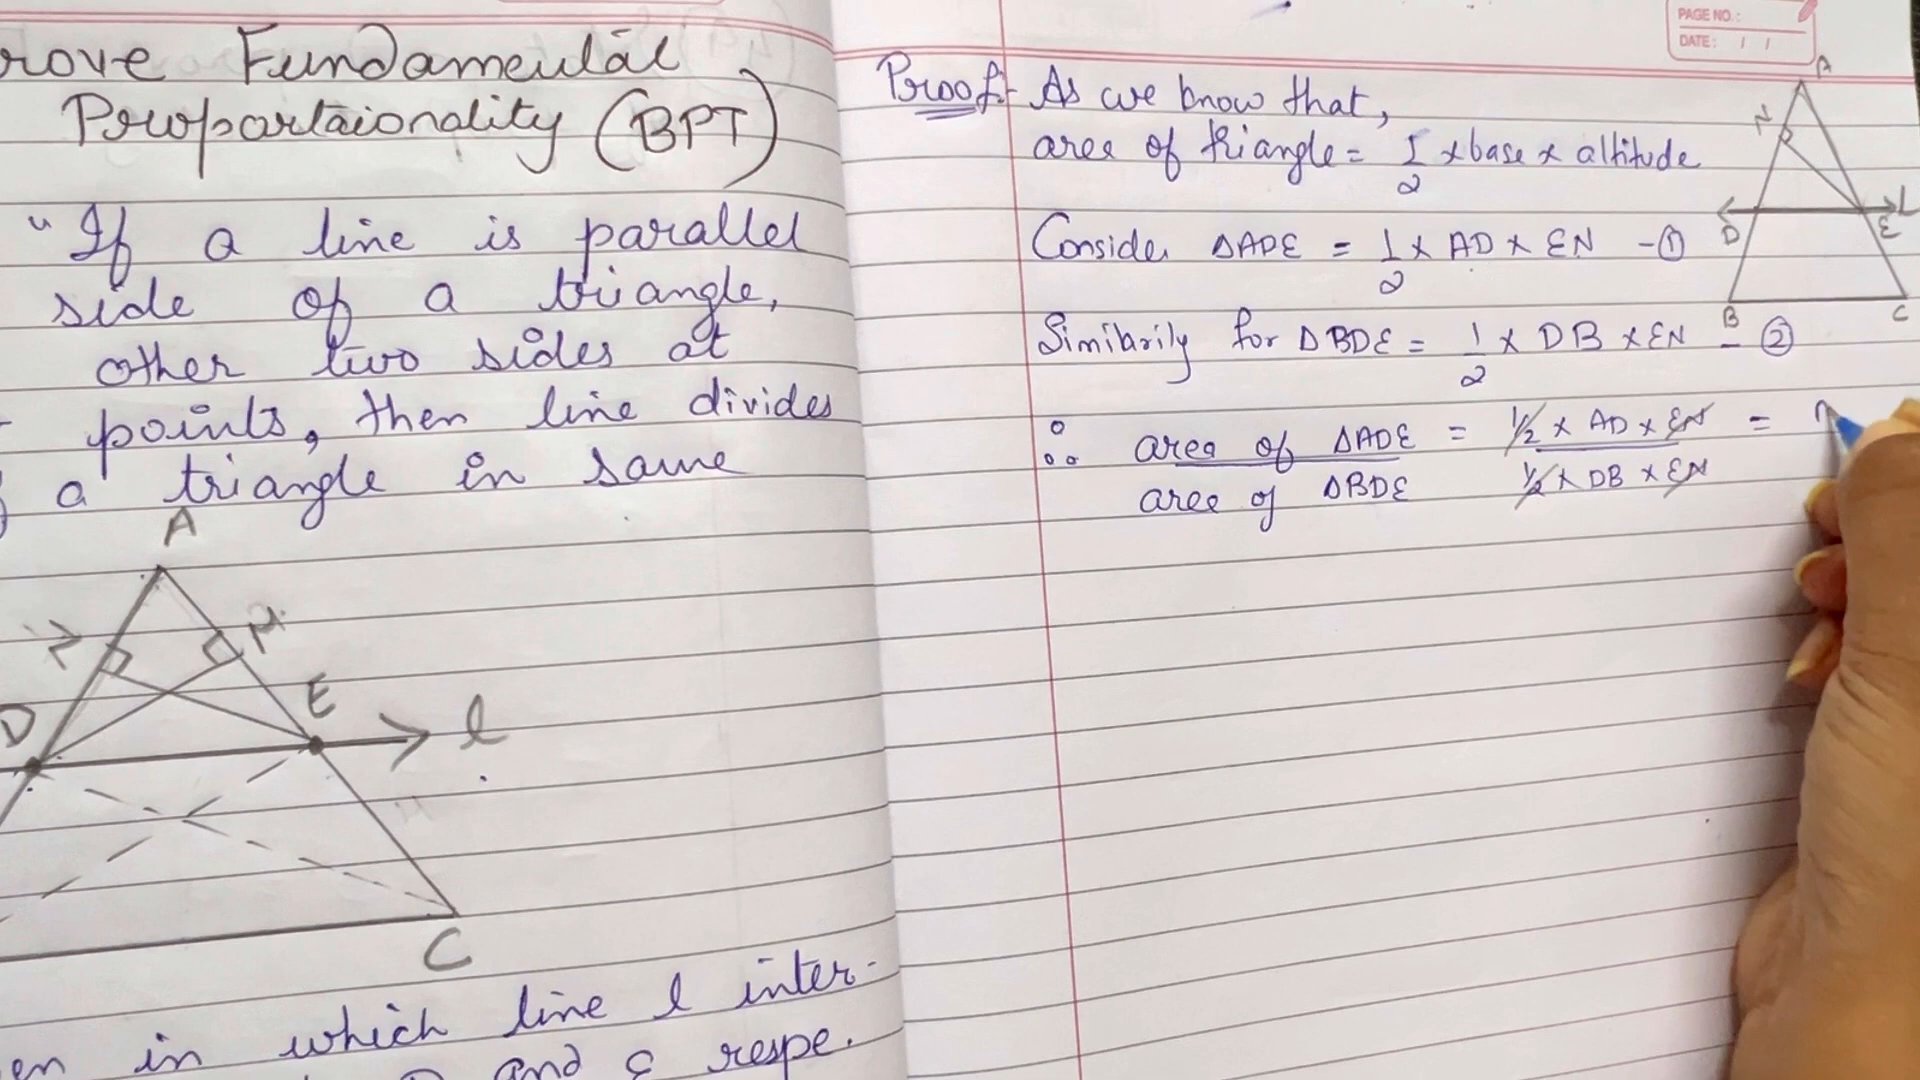 rove Fundamental
Proportaionality (BPT)
"If a line is parallel
side of a triangle,
other two sides at
points, then line divides
a triangle in same
A
N
M
D
E
l
C
in which line l inter-
and E respe.
PAGE NO.:
DATE: / /
Proof:- As we know that,
area of triangle = 1/2 x base x altitude
Consider ΔADE = 1/2 x AD x EN - ①
Similarily for ΔBDE = 1/2 x DB x EN - ②
∴ area of ΔADE / area of ΔBDE = 1/2 x AD x EN / 1/2 x DB x EN =
A
N
L
D
E
B
C